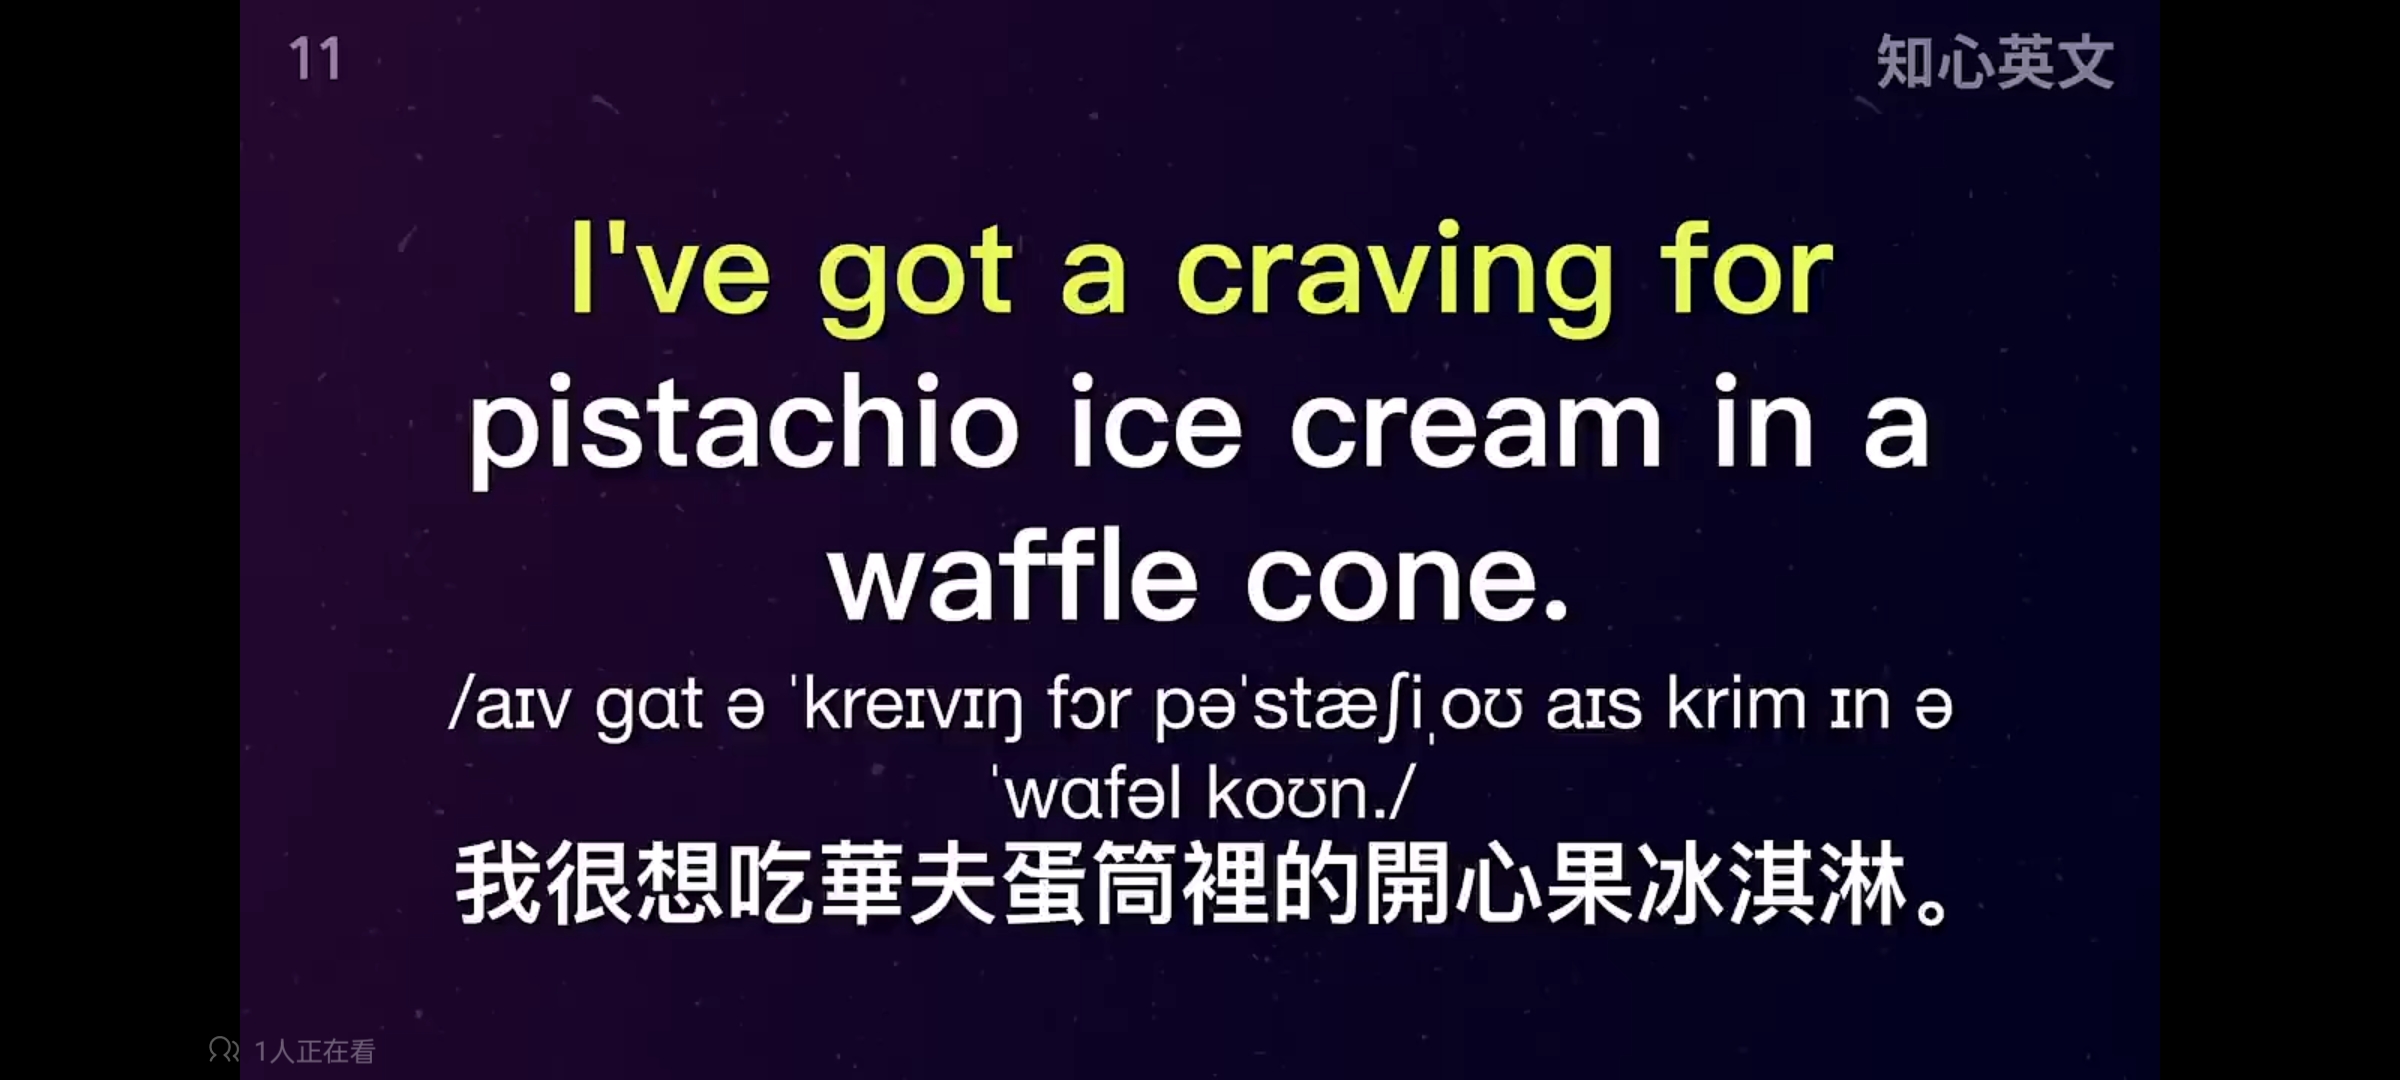 11
知心英文
I've got a craving for
pistachio ice cream in a
waffle cone.
/aɪv gɑt ə ˈkreɪvɪŋ fɔr pəˈstæʃiˌoʊ aɪs krim ɪn ə
ˈwɑfəl koʊn./
我很想吃華夫蛋筒裡的開心果冰淇淋。
1人正在看